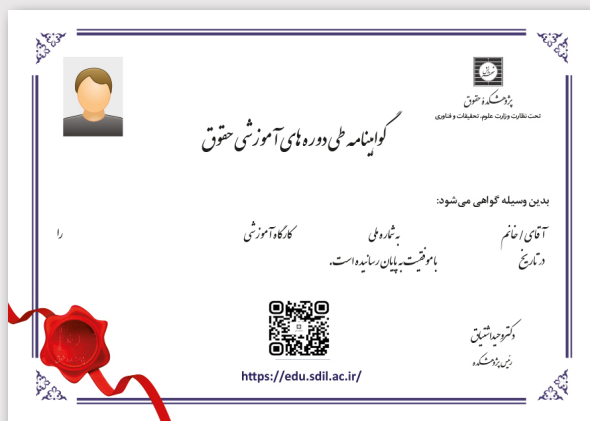 پژوهشکده حقوق
تحت نظارت وزارت علوم، تحقیقات و فناوری
گواهینامه طی دوره های آموزشی حقوق
بدین وسیله گواهی می‌شود:
آقای / خانم به شماره ملی کارگاه آموزشی را
در تاریخ با موفقیت به پایان رسانیده است.
دکتر وحید اشتیاق
رئیس پژوهشکده
https://edu.sdil.ac.ir/